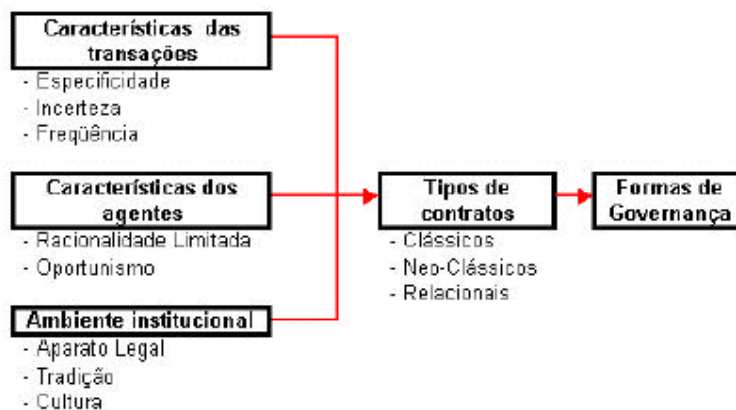 Características das
transações
- Especificidade
- Incerteza
- Freqüência
Características dos
agentes
- Racionalidade Limitada
- Oportunismo
Ambiente institucional
- Aparato Legal
- Tradição
- Cultura
Tipos de
contratos
- Clássicos
- Neo-Clássicos
- Relacionais
Formas de
Governança